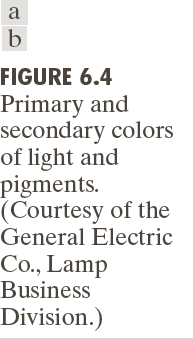 a
b
FIGURE 6.4
Primary and
secondary colors
of light and
pigments.
(Courtesy of the
General Electric
Co., Lamp
Business
Division.)